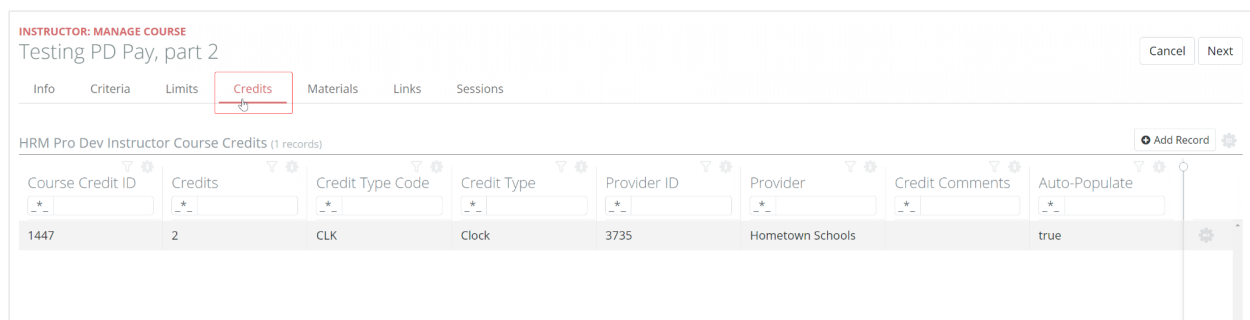 INSTRUCTOR: MANAGE COURSE
Testing PD Pay, part 2
Cancel Next
Info Criteria Limits Credits Materials Links Sessions
HRM Pro Dev Instructor Course Credits (1 records)
Add Record
Course Credit ID Credits Credit Type Code Credit Type Provider ID Provider Credit Comments Auto-Populate
_*_ _*_ _*_ _*_ _*_ _*_ _*_ _*_
1447 2 CLK Clock 3735 Hometown Schools true